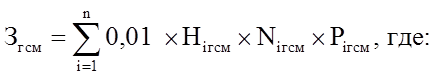 З_гсм = ∑_{i=1}^{n} 0,01 × H_iгсм × N_iгсм × P_iгсм, где: